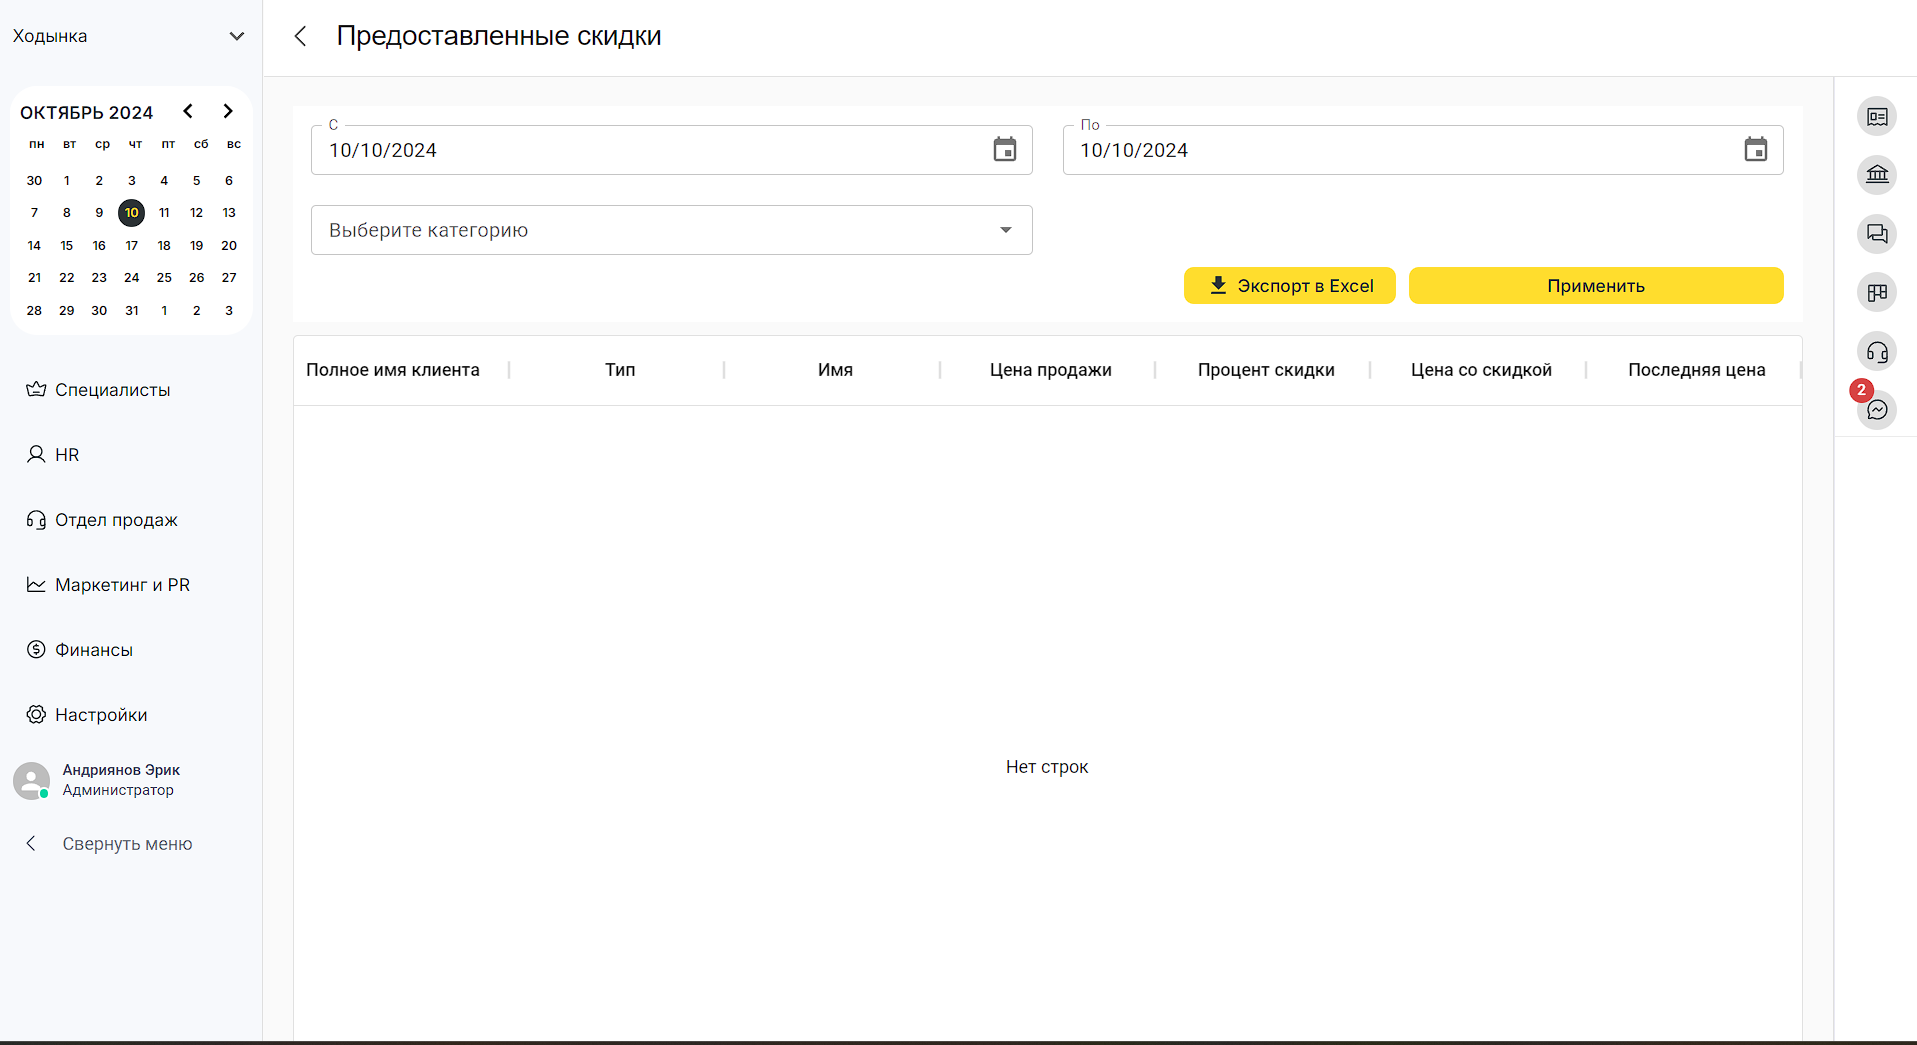 Ходынка
ОКТЯБРЬ 2024
пн вт ср чт пт сб вс
30 1 2 3 4 5 6
7 8 9 10 11 12 13
14 15 16 17 18 19 20
21 22 23 24 25 26 27
28 29 30 31 1 2 3
Специалисты
HR
Отдел продаж
Маркетинг и PR
Финансы
Настройки
Андриянов Эрик
Администратор
Свернуть меню
Предоставленные скидки
С
10/10/2024
По
10/10/2024
Выберите категорию
Экспорт в Excel
Применить
Полное имя клиента Тип Имя Цена продажи Процент скидки Цена со скидкой Последняя цена
Нет строк
2